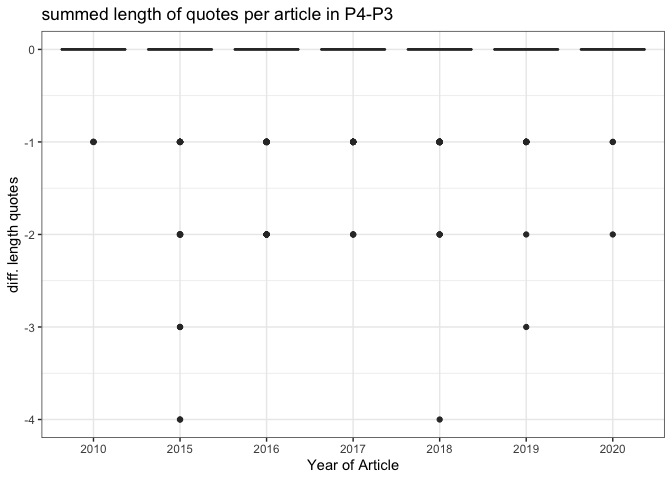 summed length of quotes per article in P4-P3
0
-1
-2
-3
-4
diff. length quotes
2010 2015 2016 2017 2018 2019 2020
Year of Article